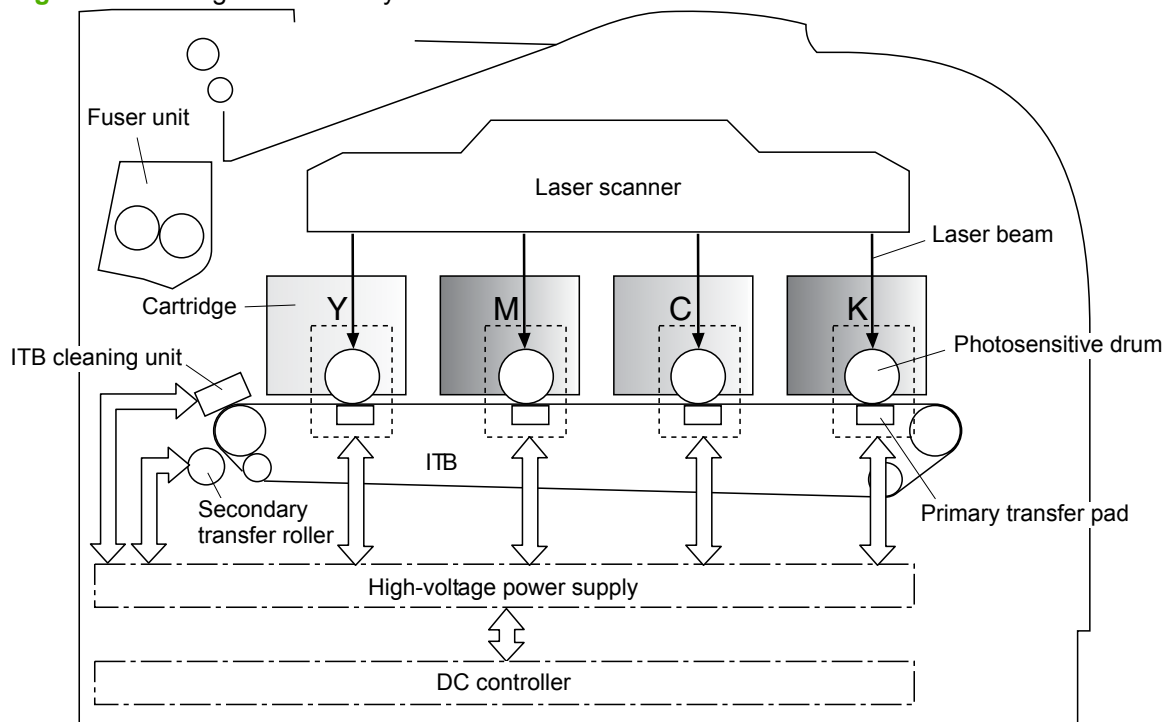 Fuser unit
Laser scanner
Laser beam
Cartridge
Y
M
C
K
ITB cleaning unit
Photosensitive drum
ITB
Secondary
transfer roller
Primary transfer pad
High-voltage power supply
DC controller